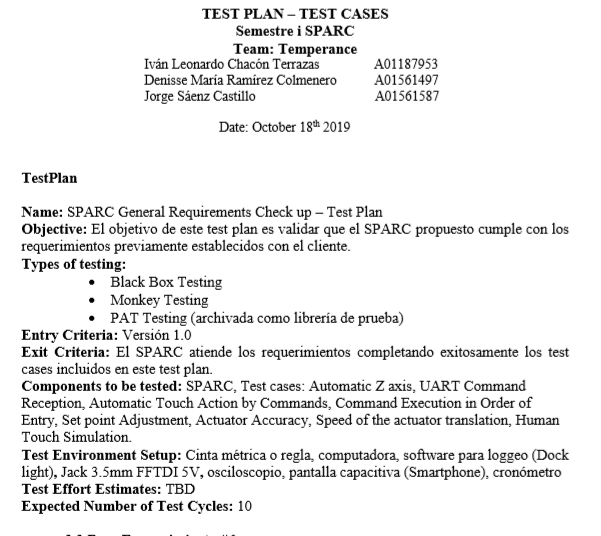 TEST PLAN – TEST CASES
Semestre i SPARC
Team: Temperance
Iván Leonardo Chacón Terrazas A01187953
Denisse María Ramírez Colmenero A01561497
Jorge Sáenz Castillo A01561587
Date: October 18th 2019
TestPlan
Name: SPARC General Requirements Check up – Test Plan
Objective: El objetivo de este test plan es validar que el SPARC propuesto cumple con los
requerimientos previamente establecidos con el cliente.
Types of testing:
• Black Box Testing
• Monkey Testing
• PAT Testing (archivada como librería de prueba)
Entry Criteria: Versión 1.0
Exit Criteria: El SPARC atiende los requerimientos completando exitosamente los test
cases incluidos en este test plan.
Components to be tested: SPARC, Test cases: Automatic Z axis, UART Command
Reception, Automatic Touch Action by Commands, Command Execution in Order of
Entry, Set point Adjustment, Actuator Accuracy, Speed of the actuator translation, Human
Touch Simulation.
Test Environment Setup: Cinta métrica o regla, computadora, software para loggeo (Dock
light), Jack 3.5mm FFTDI 5V, osciloscopio, pantalla capacitiva (Smartphone), cronómetro
Test Effort Estimates: TBD
Expected Number of Test Cycles: 10